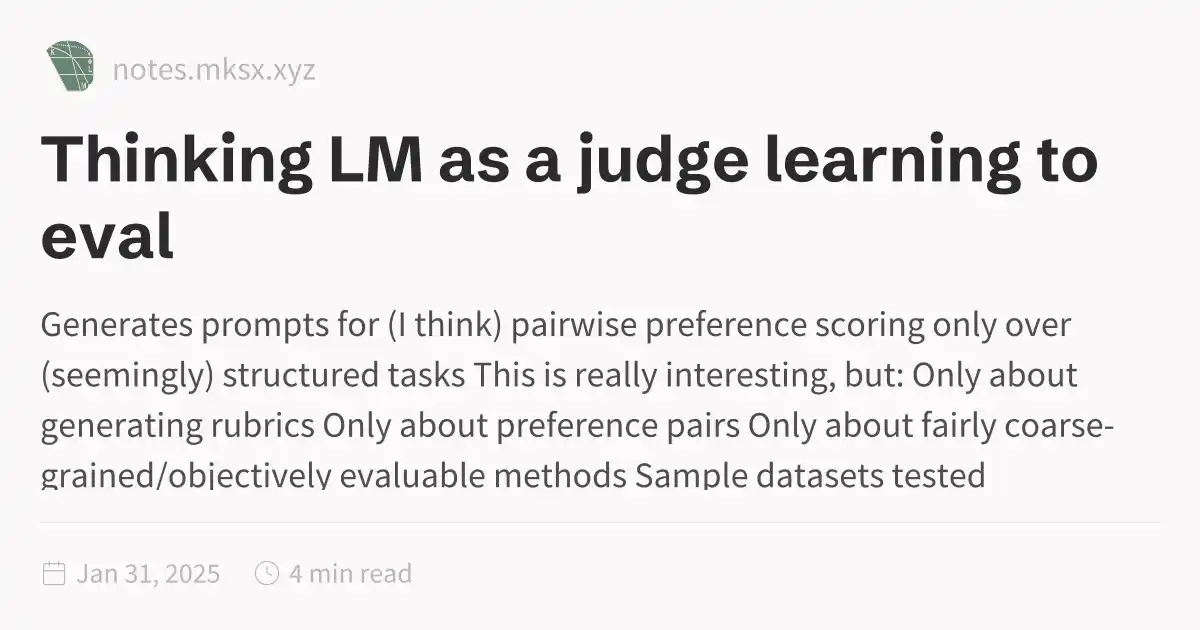 notes.mksx.xyz
Thinking LM as a judge learning to
eval
Generates prompts for (I think) pairwise preference scoring only over
(seemingly) structured tasks This is really interesting, but: Only about
generating rubrics Only about preference pairs Only about fairly coarse-
grained/objectively evaluable methods Sample datasets tested
Jan 31, 2025 4 min read